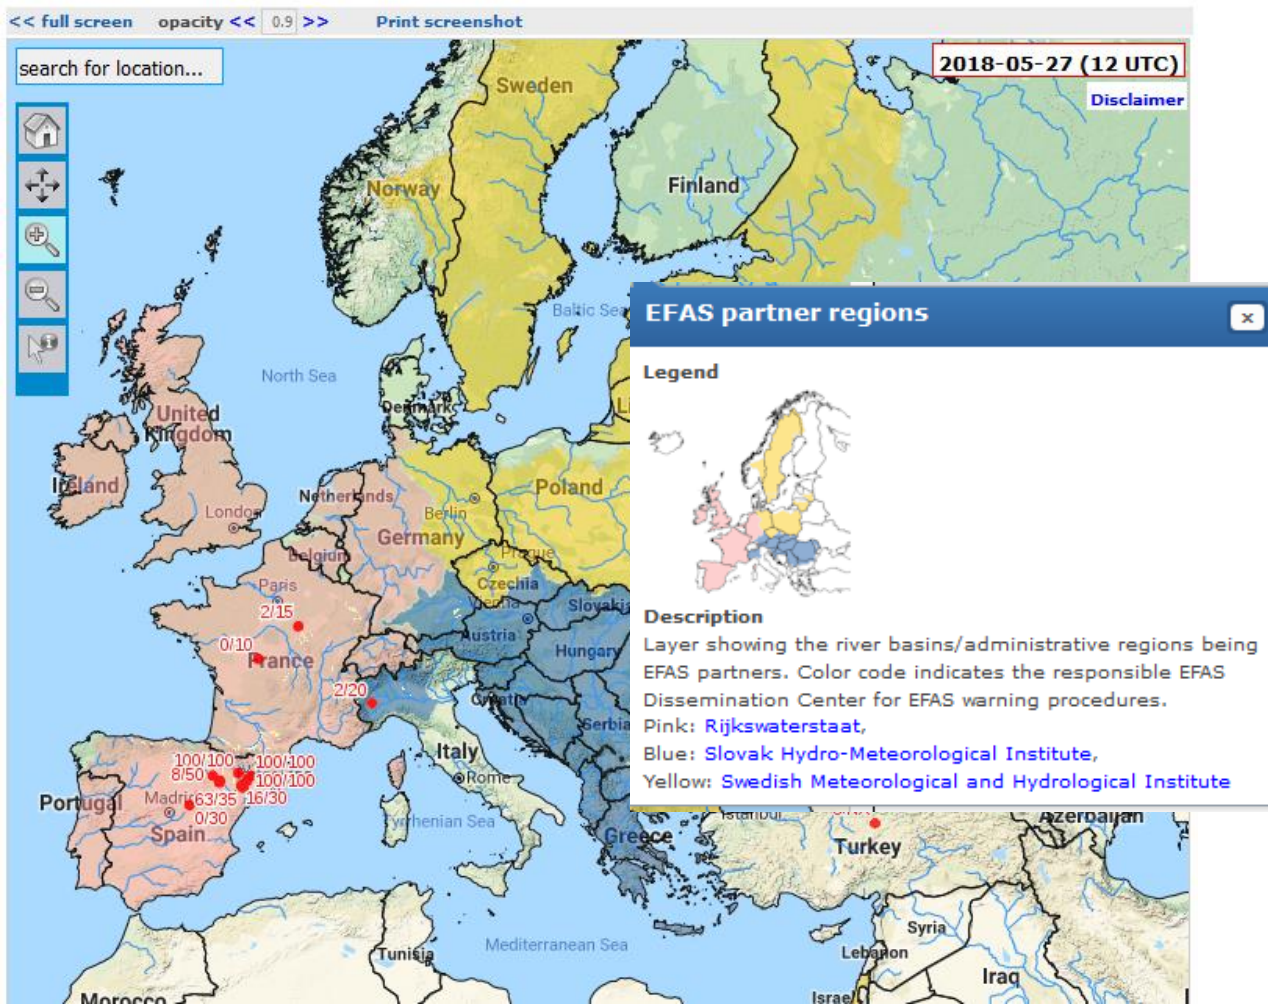 << full screen opacity << 0.9 >> Print screenshot
search for location...
2018-05-27 (12 UTC)
Disclaimer
Sweden
Norway
Finland
Baltic Sea
North Sea
Denmark
United
Kingdom
Ireland
London
Netherlands
Berlin
Poland
Germany
Belgium
Prague
Czechia
Paris
Vienna
Slovakia
2/15
Austria
0/10
France
Hungary
2/20
Croatia
Serbia
Italy
Rome
100/100
100/100
8/50
100/100
Portugal
Madrid
63/35
16/30
0/30
Spain
Tyrrhenian Sea
Greece
EFAS partner regions
x
Legend
Description
Layer showing the river basins/administrative regions being
EFAS partners. Color code indicates the responsible EFAS
Dissemination Center for EFAS warning procedures.
Pink: Rijkswaterstaat,
Blue: Slovak Hydro-Meteorological Institute,
Yellow: Swedish Meteorological and Hydrological Institute
Istanbul
Azerbaijan
Turkey
Syria
Mediterranean Sea
Lebanon
Tunisia
Iraq
Israel
Morocco